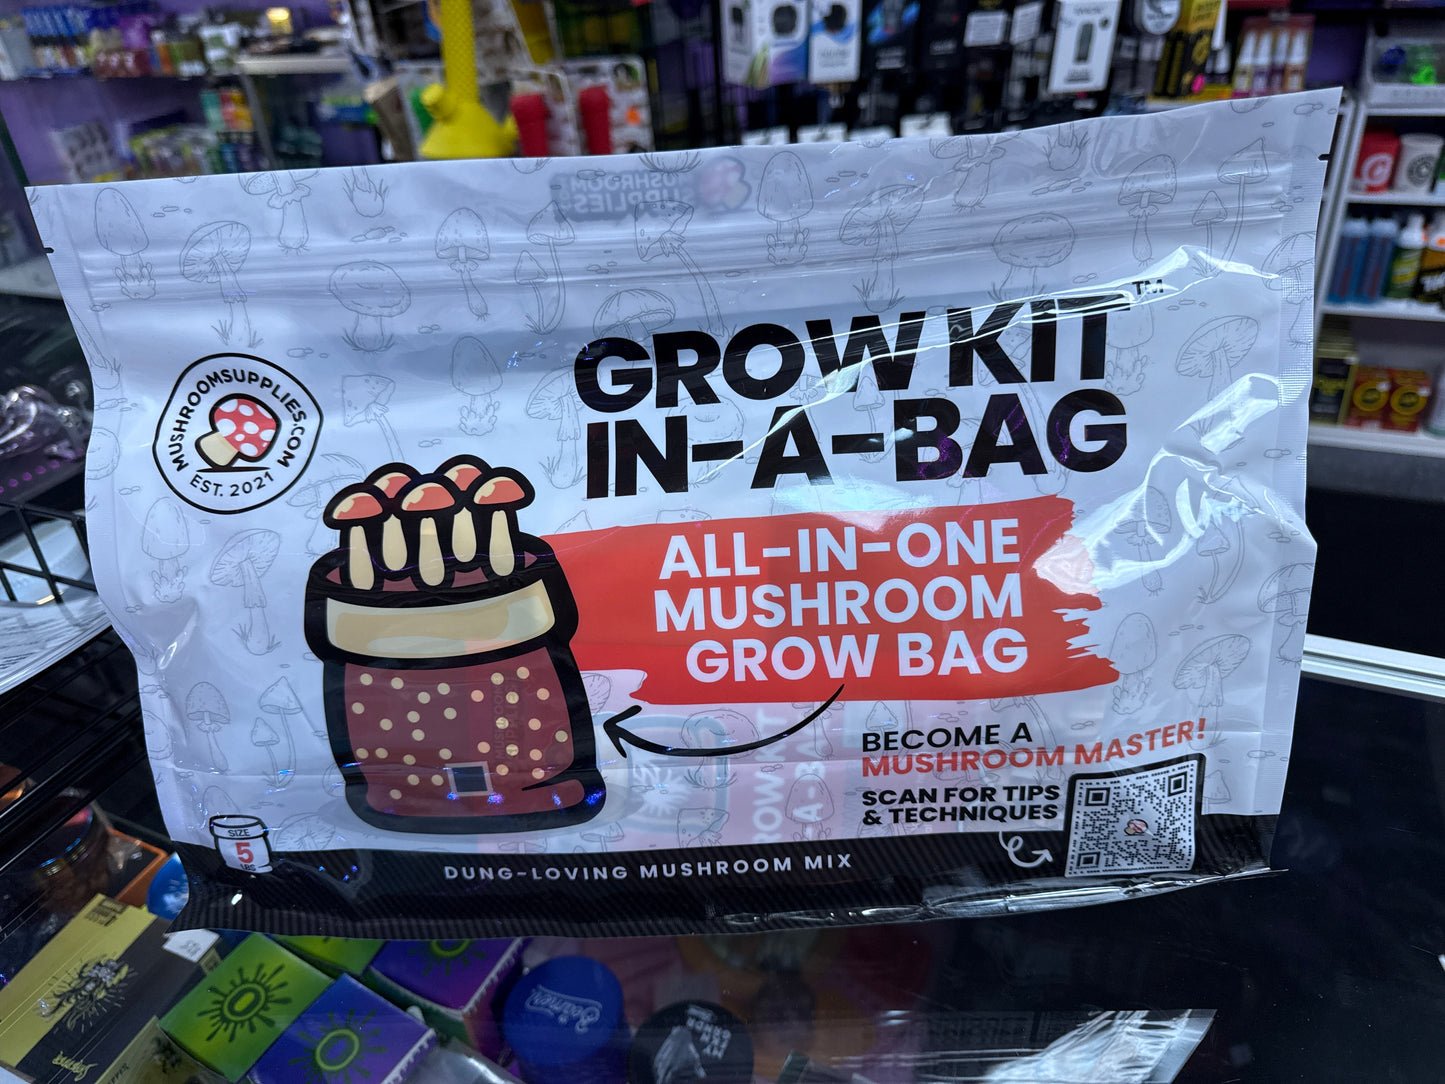 GROW KIT™
IN-A-BAG
MUSHROOMSUPPLIES.COM
EST. 2021
ALL-IN-ONE
MUSHROOM
GROW BAG
BECOME A
MUSHROOM MASTER!
SCAN FOR TIPS
& TECHNIQUES
SIZE
5
LBS
DUNG-LOVING MUSHROOM MIX